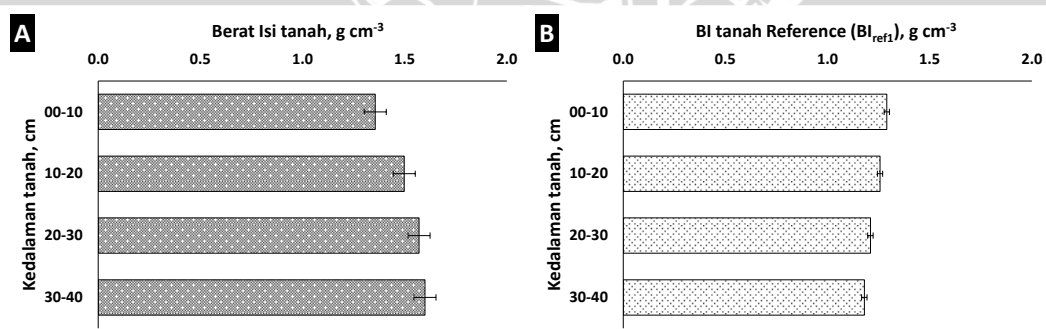 A
Berat Isi tanah, g cm⁻³
0.0 0.5 1.0 1.5 2.0
Kedalaman tanah, cm
00-10
10-20
20-30
30-40
B
BI tanah Reference (BIref1), g cm⁻³
0.0 0.5 1.0 1.5 2.0
Kedalaman tanah, cm
00-10
10-20
20-30
30-40